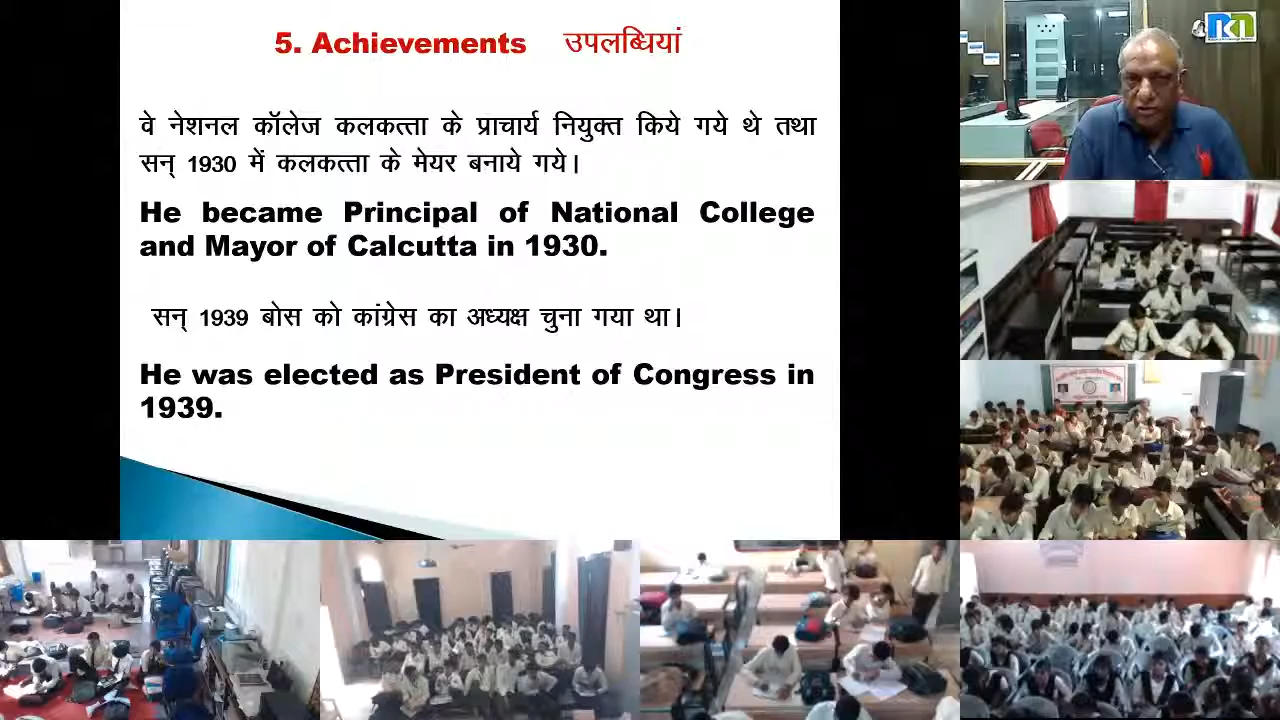 5. Achievements उपलब्धियां
वे नेशनल कॉलेज कलकत्ता के प्राचार्य नियुक्त किये गये थे तथा
सन् 1930 में कलकत्ता के मेयर बनाये गये।
He became Principal of National College
and Mayor of Calcutta in 1930.
सन् 1939 बोस को कांग्रेस का अध्यक्ष चुना गया था।
He was elected as President of Congress in
1939.